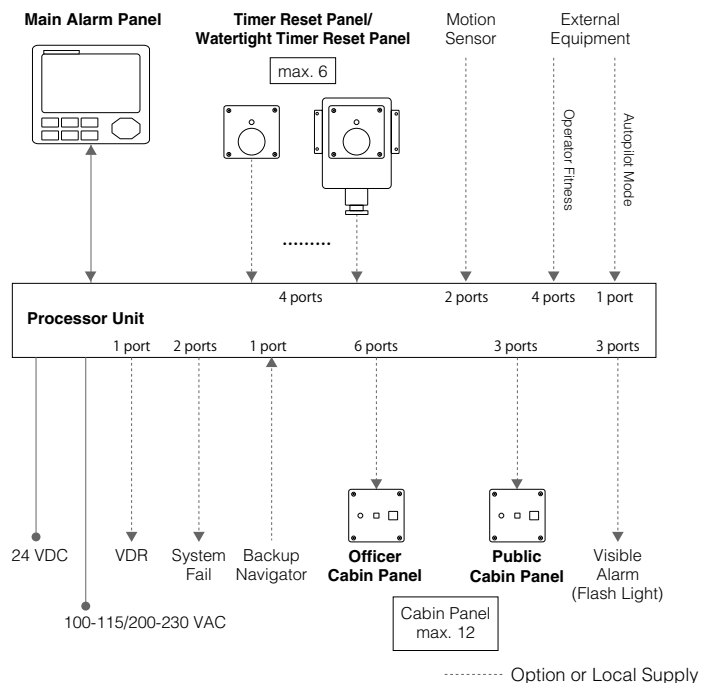 Main Alarm Panel
Timer Reset Panel/
Watertight Timer Reset Panel
max. 6
Motion
Sensor
External
Equipment
Operator Fitness
Autopilot Mode
4 ports
2 ports
4 ports
1 port
Processor Unit
1 port
2 ports
1 port
6 ports
3 ports
3 ports
24 VDC
VDR
System
Fail
Backup
Navigator
Officer
Cabin Panel
Public
Cabin Panel
Visible
Alarm
(Flash Light)
100-115/200-230 VAC
Cabin Panel
max. 12
Option or Local Supply